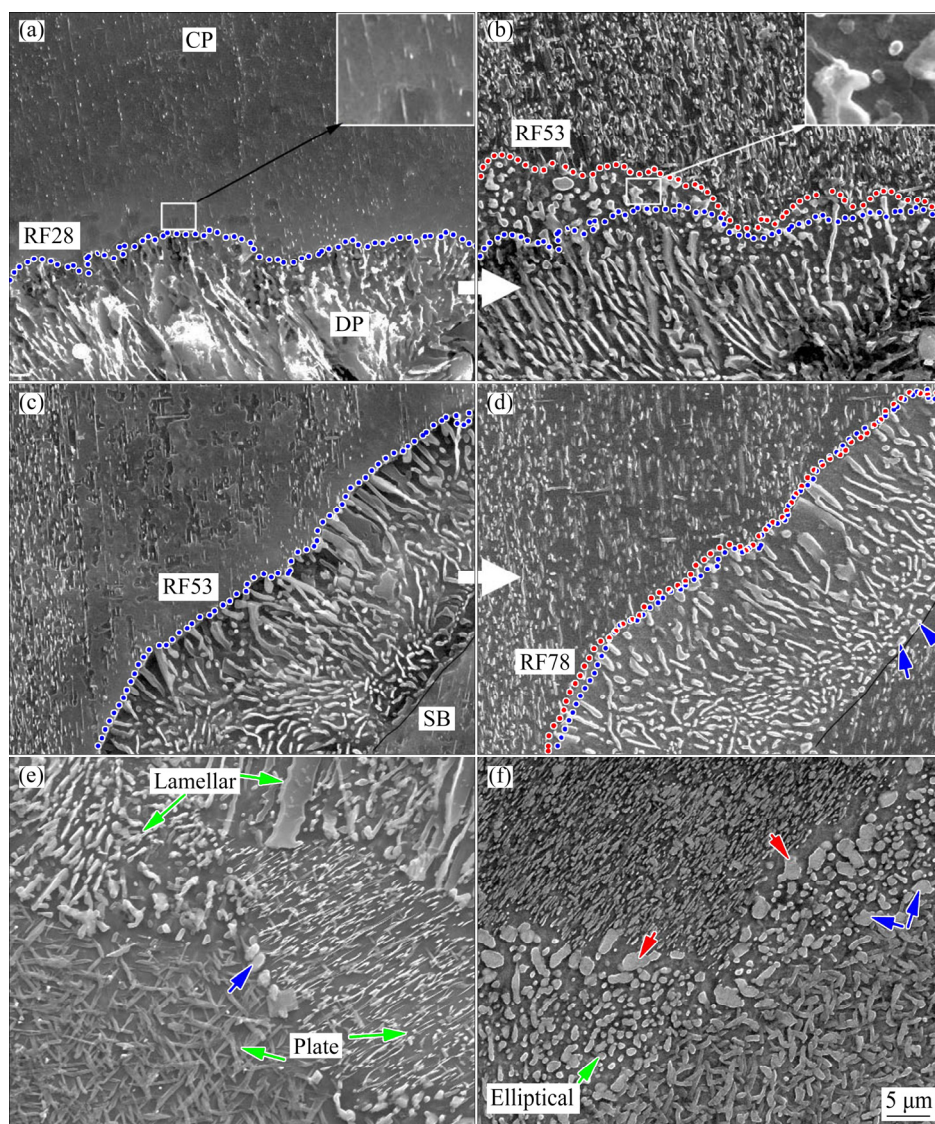 (a)
CP
RF28
DP
(b)
RF53
(c)
RF53
SB
(d)
RF78
(e)
Lamellar
Plate
(f)
Elliptical
5 μm